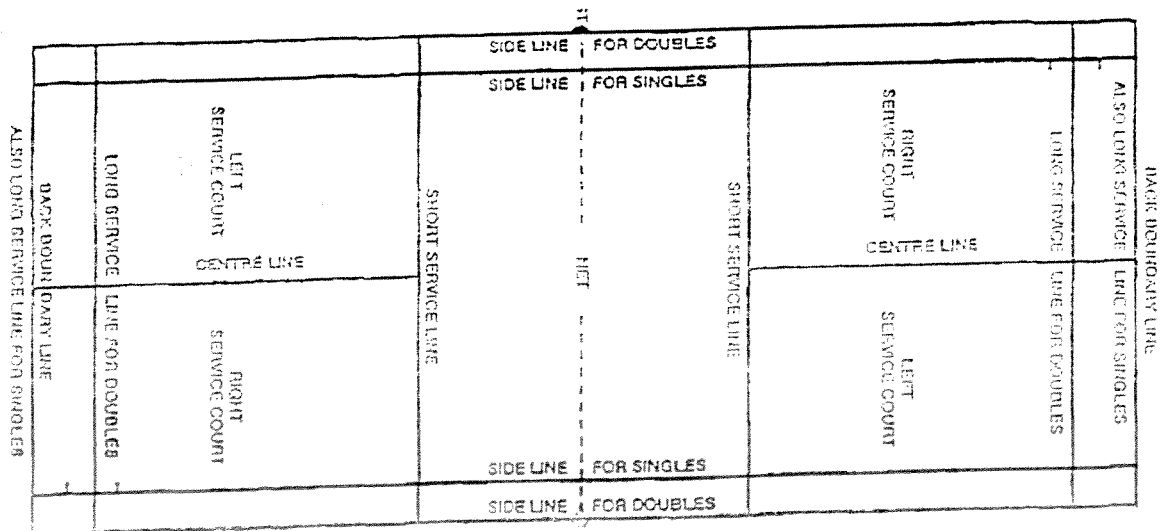 SIDE LINE FOR DOUBLES
SIDE LINE FOR SINGLES
ALSO LONG SERVICE LINE FOR SINGLES
BACK BOUNDARY LINE
LONG SERVICE LINE FOR DOUBLES
LEFT
SERVICE COURT
CENTRE LINE
RIGHT
SERVICE COURT
SHORT SERVICE LINE
NET
SHORT SERVICE LINE
RIGHT
SERVICE COURT
CENTRE LINE
LEFT
SERVICE COURT
LONG SERVICE LINE FOR DOUBLES
ALSO LONG SERVICE LINE FOR SINGLES
BACK BOUNDARY LINE
SIDE LINE FOR SINGLES
SIDE LINE FOR DOUBLES